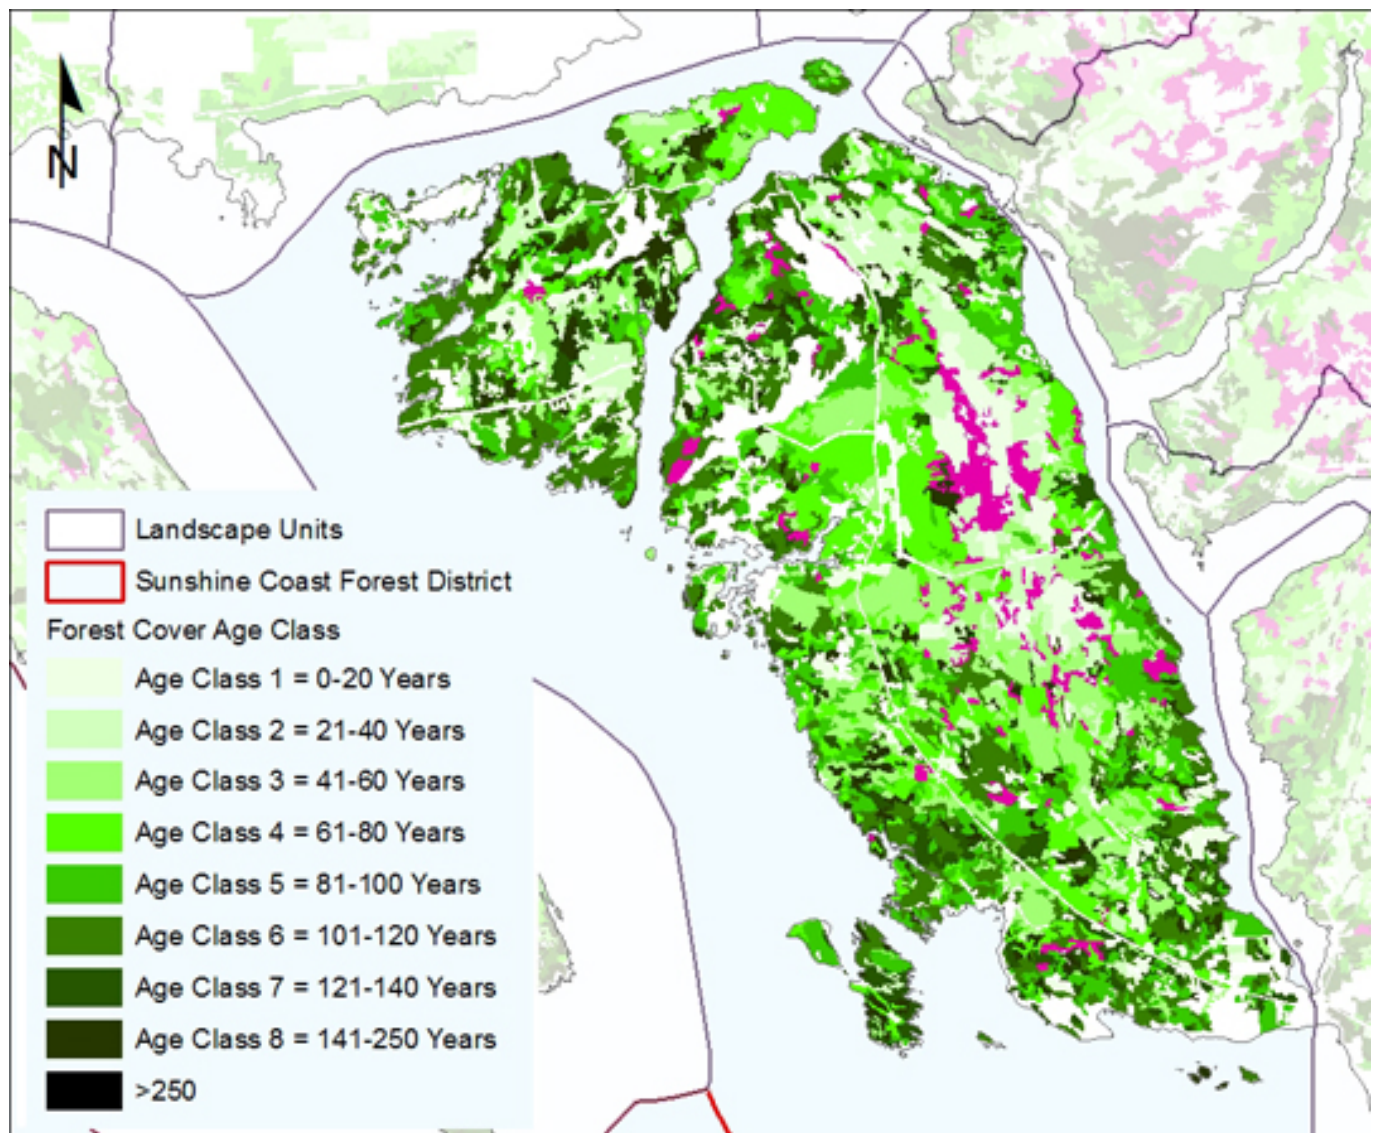 N
Landscape Units
Sunshine Coast Forest District
Forest Cover Age Class
Age Class 1 = 0-20 Years
Age Class 2 = 21-40 Years
Age Class 3 = 41-60 Years
Age Class 4 = 61-80 Years
Age Class 5 = 81-100 Years
Age Class 6 = 101-120 Years
Age Class 7 = 121-140 Years
Age Class 8 = 141-250 Years
>250